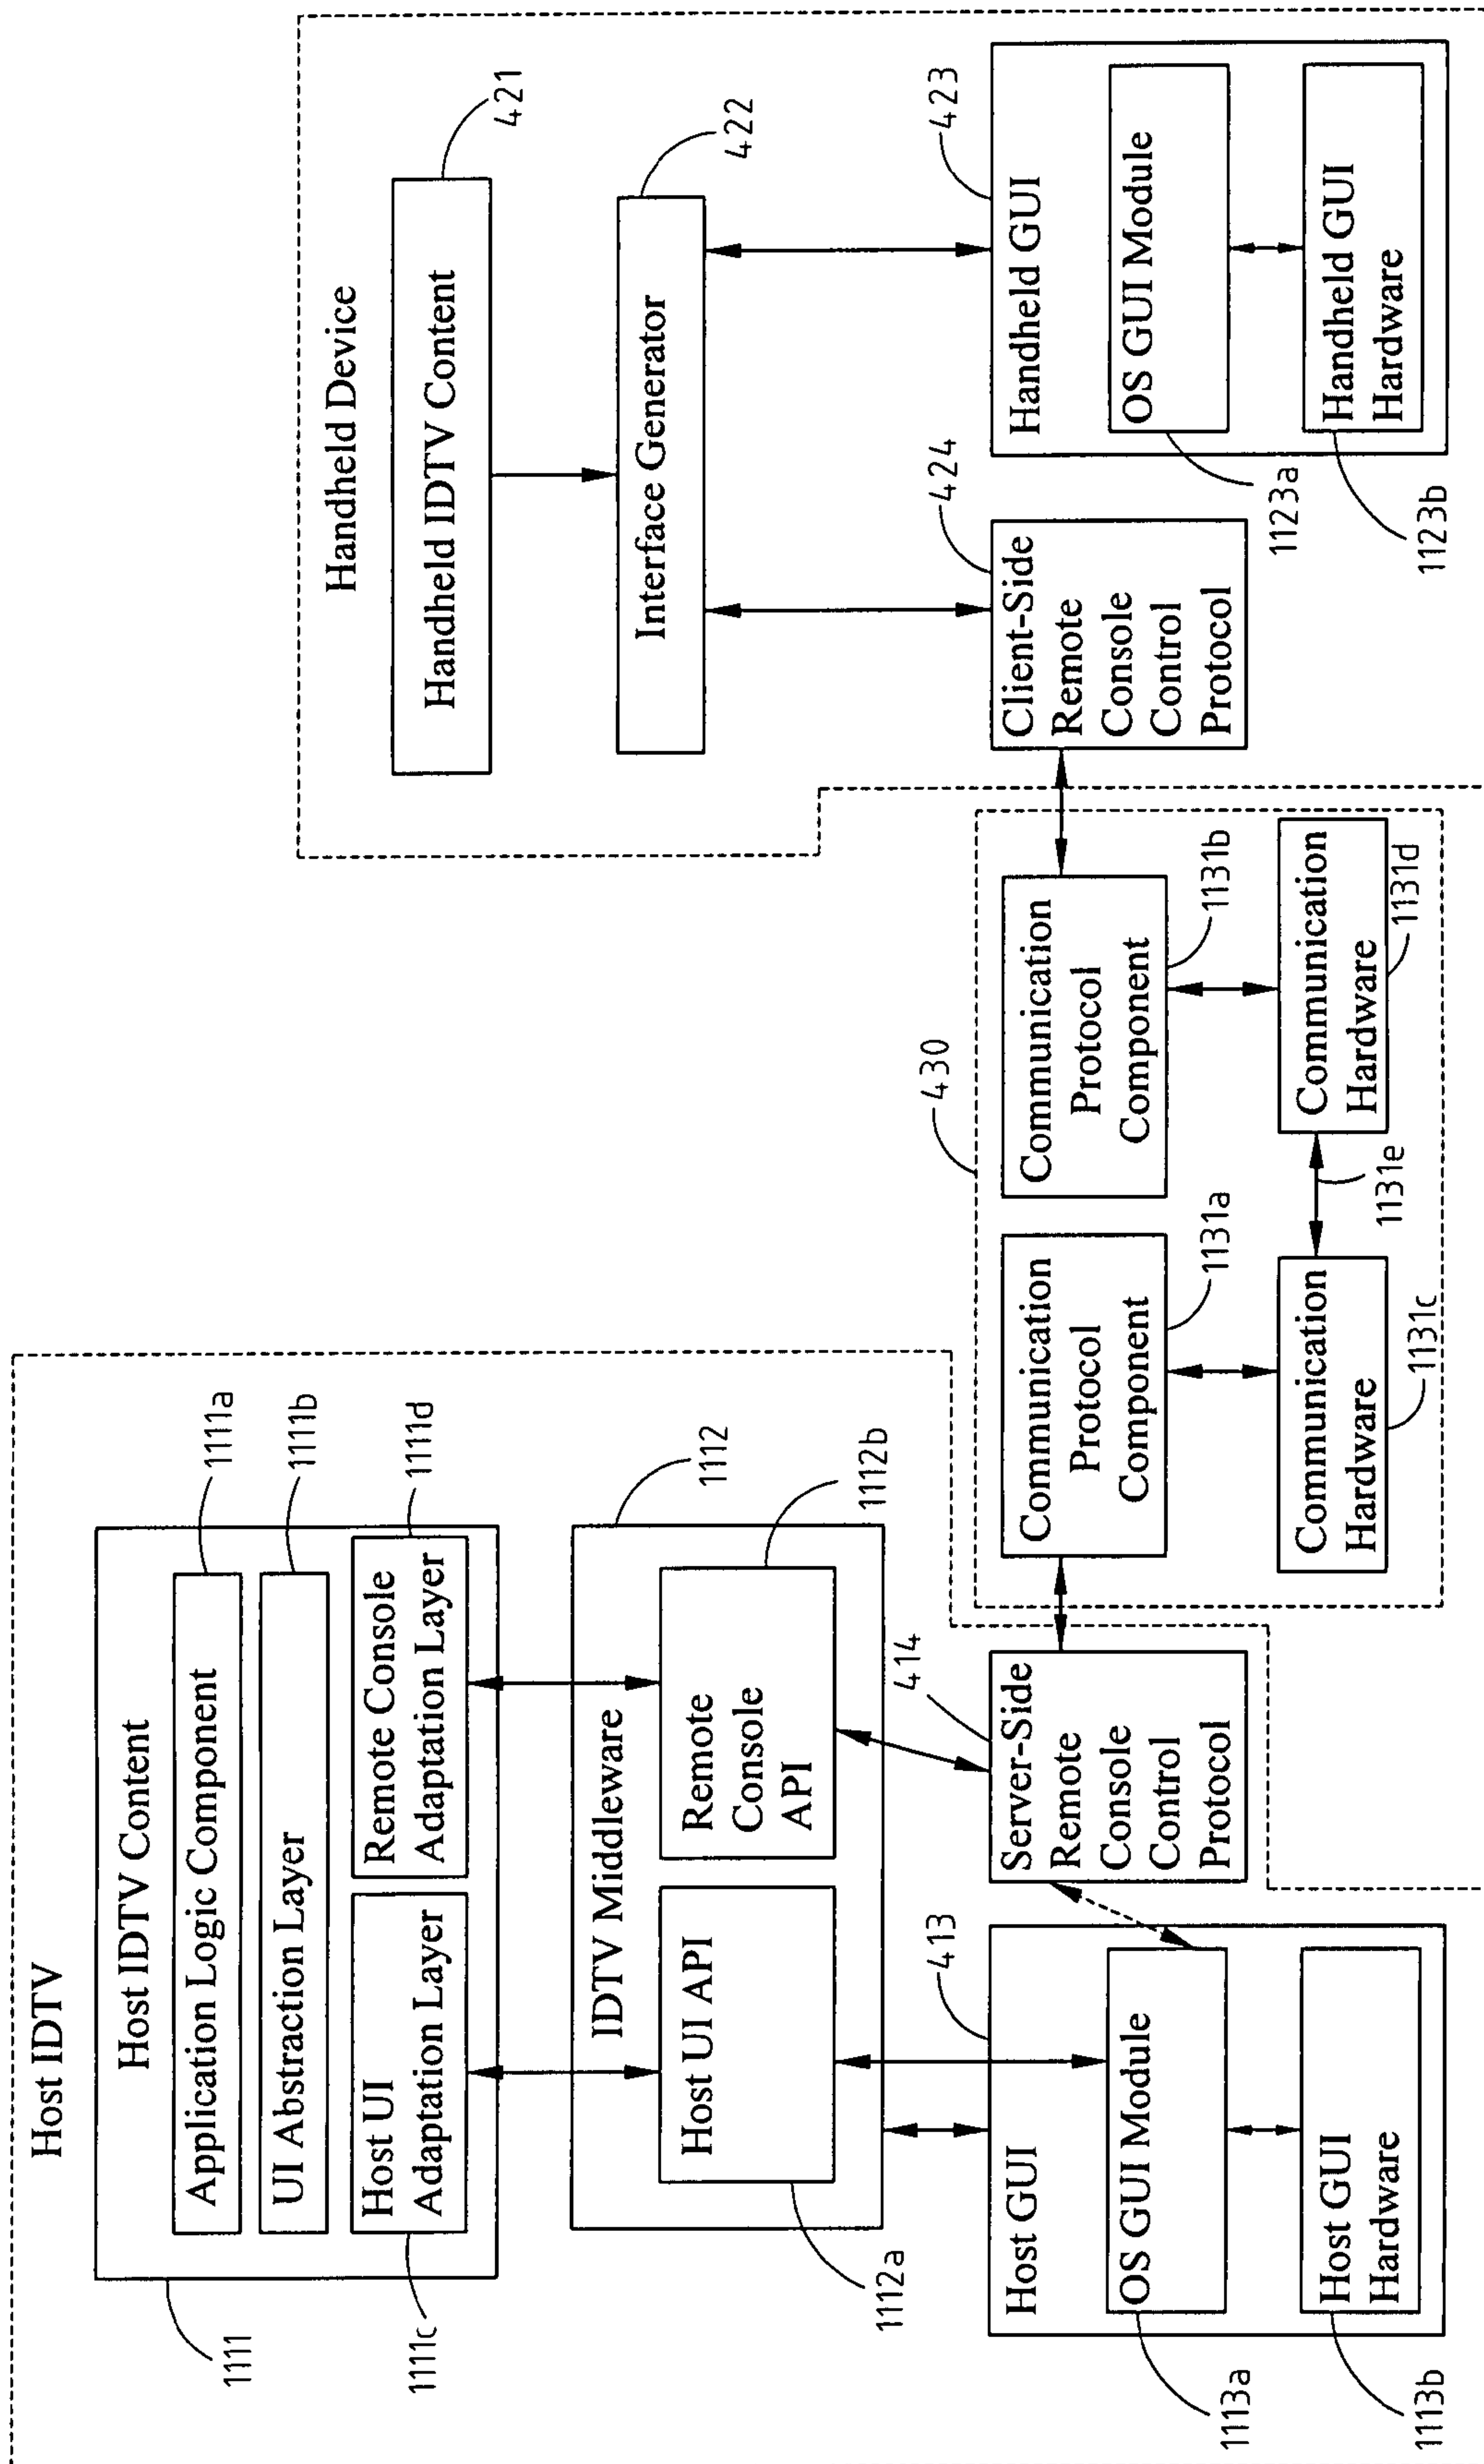 Host IDTV
Host IDTV Content
1111
Application Logic Component
1111a
UI Abstraction Layer
1111b
Host UI
Adaptation Layer
1111c
Remote Console
Adaptation Layer
1111d
IDTV Middleware
1112
Host UI API
1112a
Remote
Console
API
1112b
Host GUI
413
OS GUI Module
1113a
Host GUI
Hardware
1113b
Server-Side
Remote
Console
Control
Protocol
414
430
Communication
Protocol
Component
1131a
Communication
Protocol
Component
1131b
Communication
Hardware
1131c
1131e
Communication
Hardware
1131d
Handheld Device
Handheld IDTV Content
421
Interface Generator
422
Client-Side
Remote
Console
Control
Protocol
424
Handheld GUI
423
OS GUI Module
1123a
Handheld GUI
Hardware
1123b